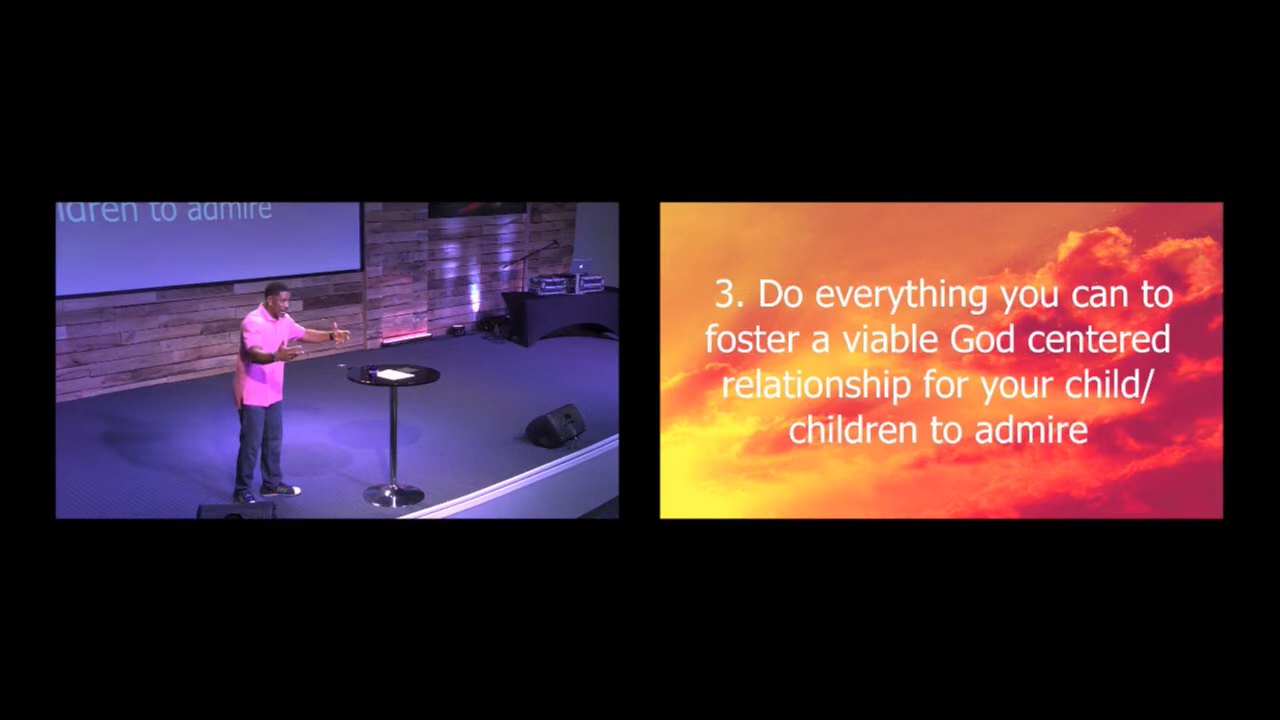 ldren to admire
3. Do everything you can to
foster a viable God centered
relationship for your child/
children to admire